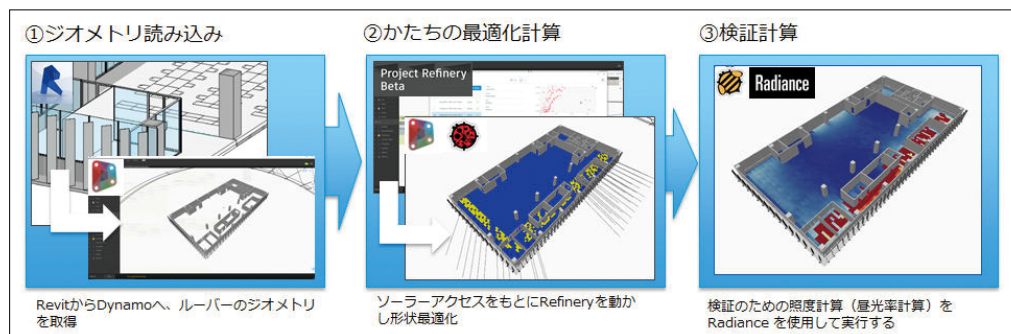 ①ジオメトリ読み込み
②かたちの最適化計算
③検証計算
Project Refinery
Beta
Radiance
RevitからDynamoへ、ルーバーのジオメトリ
を取得
ソーラーアクセスをもとにRefineryを動か
し形状最適化
検証のための照度計算（昼光率計算）を
Radiance を使用して実行する